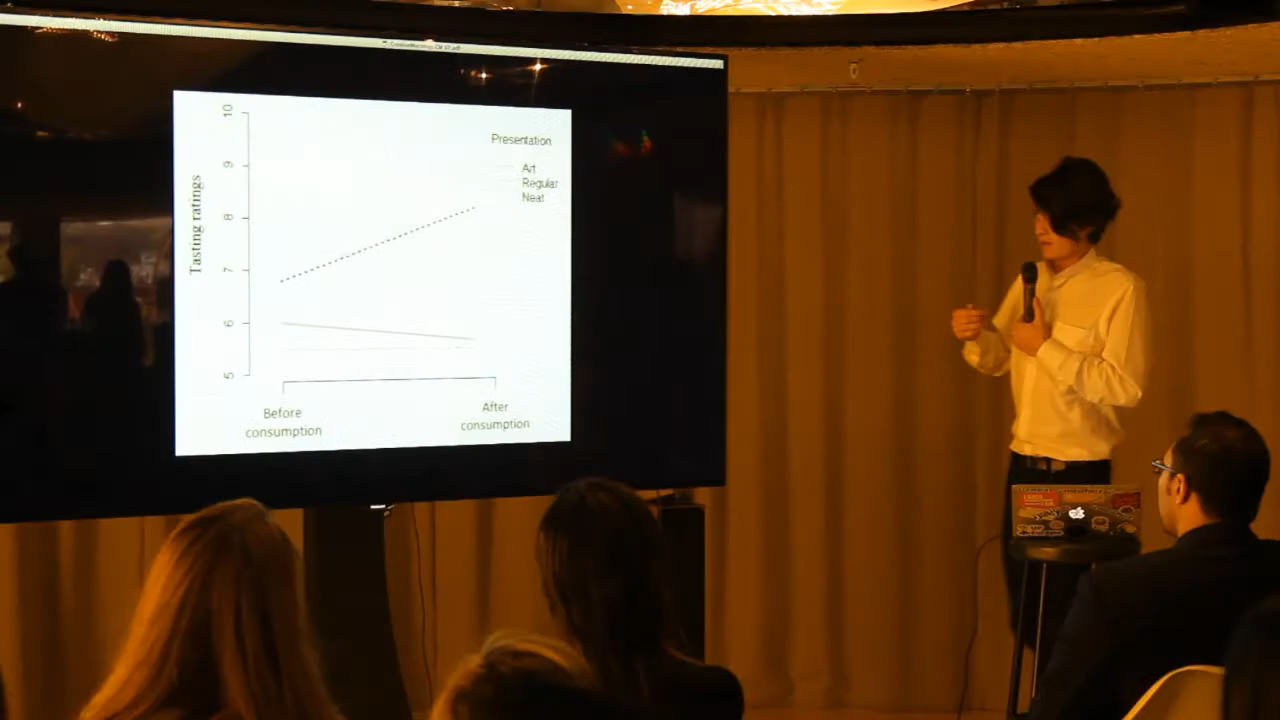 Presentation
Art
Regular
Neat
Tasting ratings
10
9
8
7
6
5
Before
consumption
After
consumption